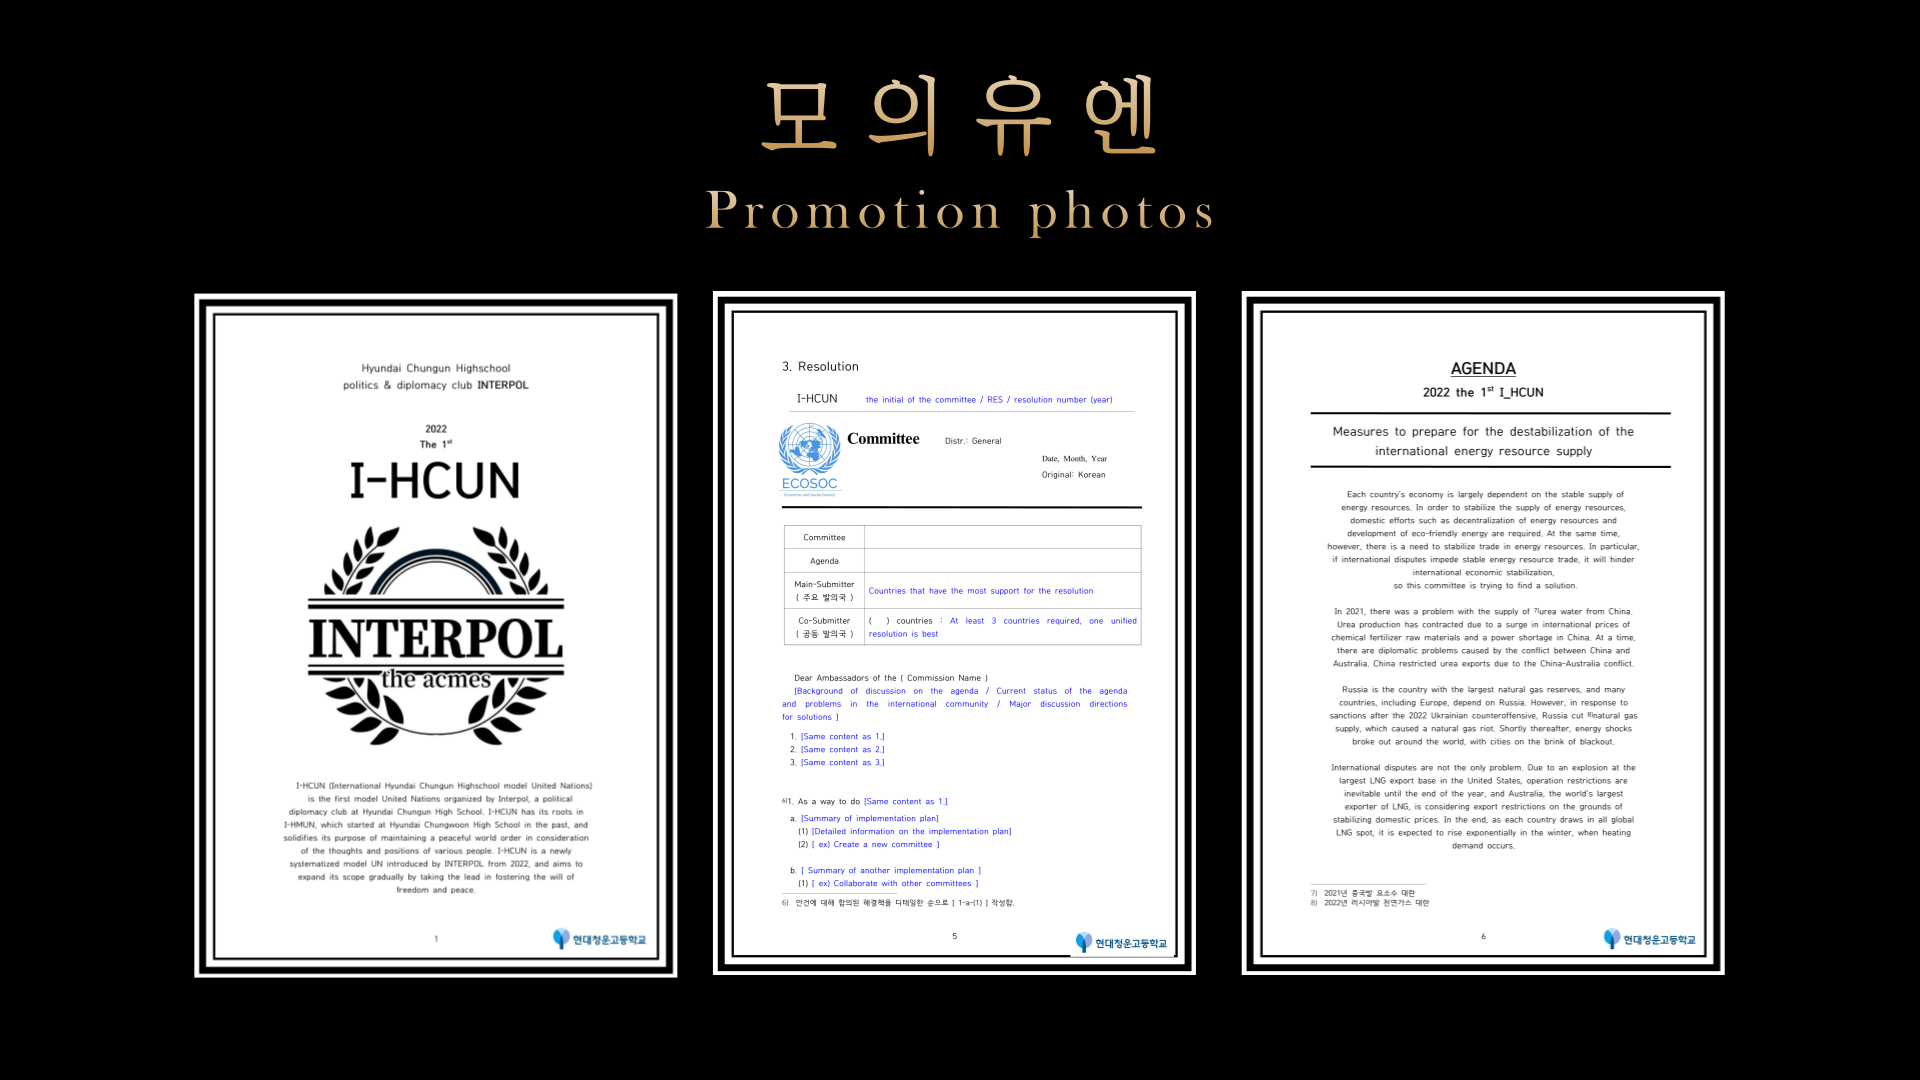 모의유엔
Promotion photos
Hyundai Chungun Highschool
politics & diplomacy club INTERPOL
2022
The 1st
I-HCUN
INTERPOL
the acmes
I-HCUN (International Hyundai Chungun Highschool model United Nations)
is the first model United Nations organized by Interpol, a political
diplomacy club at Hyundai Chungun High School. I-HCUN has its roots in
I-HMUN, which started at Hyundai Chungwoon High School in the past, and
solidifies its purpose of maintaining a peaceful world order in consideration
of the thoughts and positions of various people. I-HCUN is a newly
systematized model UN introduced by INTERPOL from 2022, and aims to
expand its scope gradually by taking the lead in fostering the will of
freedom and peace.
1
현대청운고등학교
3. Resolution
I-HCUN the initial of the committee / RES / resolution number (year)
Committee Distr.: General
Date, Month, Year
Original: Korean
ECOSOC
Economic and Social Council
Committee
Agenda
Main-Submitter
( 주요 발의국 )
Countries that have the most support for the resolution
Co-Submitter
( 공동 발의국 )
( ) countries : At least 3 countries required, one unified
resolution is best
Dear Ambassadors of the ( Commission Name )
[Background of discussion on the agenda / Current status of the agenda
and problems in the international community / Major discussion directions
for solutions ]
1. [Same content as 1.]
2. [Same content as 2.]
3. [Same content as 3.]
6)1. As a way to do [Same content as 1.]
a. [Summary of implementation plan]
(1) [Detailed information on the implementation plan]
(2) [ ex) Create a new committee ]
b. [ Summary of another implementation plan ]
(1) [ ex) Collaborate with other committees ]
6) 안건에 대해 합의된 해결책을 디테일한 순으로 [ 1-a-(1) ] 작성함.
5
현대청운고등학교
AGENDA
2022 the 1st I_HCUN
Measures to prepare for the destabilization of the
international energy resource supply
Each country's economy is largely dependent on the stable supply of
energy resources. In order to stabilize the supply of energy resources,
domestic efforts such as decentralization of energy resources and
development of eco-friendly energy are required. At the same time,
however, there is a need to stabilize trade in energy resources. In particular,
if international disputes impede stable energy resource trade, it will hinder
international economic stabilization,
so this committee is trying to find a solution.
In 2021, there was a problem with the supply of 7)urea water from China.
Urea production has contracted due to a surge in international prices of
chemical fertilizer raw materials and a power shortage in China. At a time,
there are diplomatic problems caused by the conflict between China and
Australia. China restricted urea exports due to the China-Australia conflict.
Russia is the country with the largest natural gas reserves, and many
countries, including Europe, depend on Russia. However, in response to
sanctions after the 2022 Ukrainian counteroffensive, Russia cut 8)natural gas
supply, which caused a natural gas riot. Shortly thereafter, energy shocks
broke out around the world, with cities on the brink of blackout.
International disputes are not the only problem. Due to an explosion at the
largest LNG export base in the United States, operation restrictions are
inevitable until the end of the year, and Australia, the world's largest
exporter of LNG, is considering export restrictions on the grounds of
stabilizing domestic prices. In the end, as each country draws in all global
LNG spot, it is expected to rise exponentially in the winter, when heating
demand occurs.
7) 2021년 중국발 요소수 대란
8) 2022년 러시아발 천연가스 대란
6
현대청운고등학교